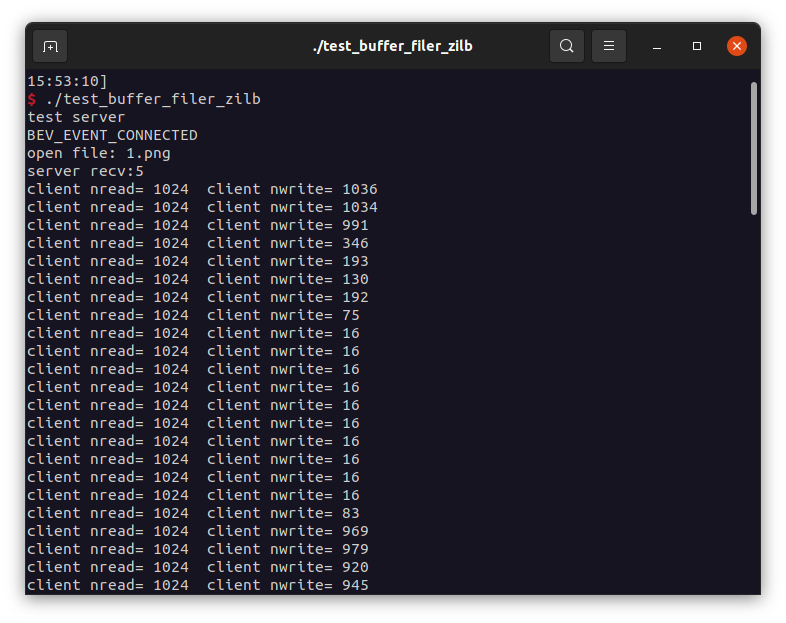 ./test_buffer_filer_zilb
15:53:10]
$ ./test_buffer_filer_zilb
test server
BEV_EVENT_CONNECTED
open file: 1.png
server recv:5
client nread= 1024  client nwrite= 1036
client nread= 1024  client nwrite= 1034
client nread= 1024  client nwrite= 991
client nread= 1024  client nwrite= 346
client nread= 1024  client nwrite= 193
client nread= 1024  client nwrite= 130
client nread= 1024  client nwrite= 192
client nread= 1024  client nwrite= 75
client nread= 1024  client nwrite= 16
client nread= 1024  client nwrite= 16
client nread= 1024  client nwrite= 16
client nread= 1024  client nwrite= 16
client nread= 1024  client nwrite= 16
client nread= 1024  client nwrite= 16
client nread= 1024  client nwrite= 16
client nread= 1024  client nwrite= 16
client nread= 1024  client nwrite= 16
client nread= 1024  client nwrite= 16
client nread= 1024  client nwrite= 83
client nread= 1024  client nwrite= 969
client nread= 1024  client nwrite= 979
client nread= 1024  client nwrite= 920
client nread= 1024  client nwrite= 945